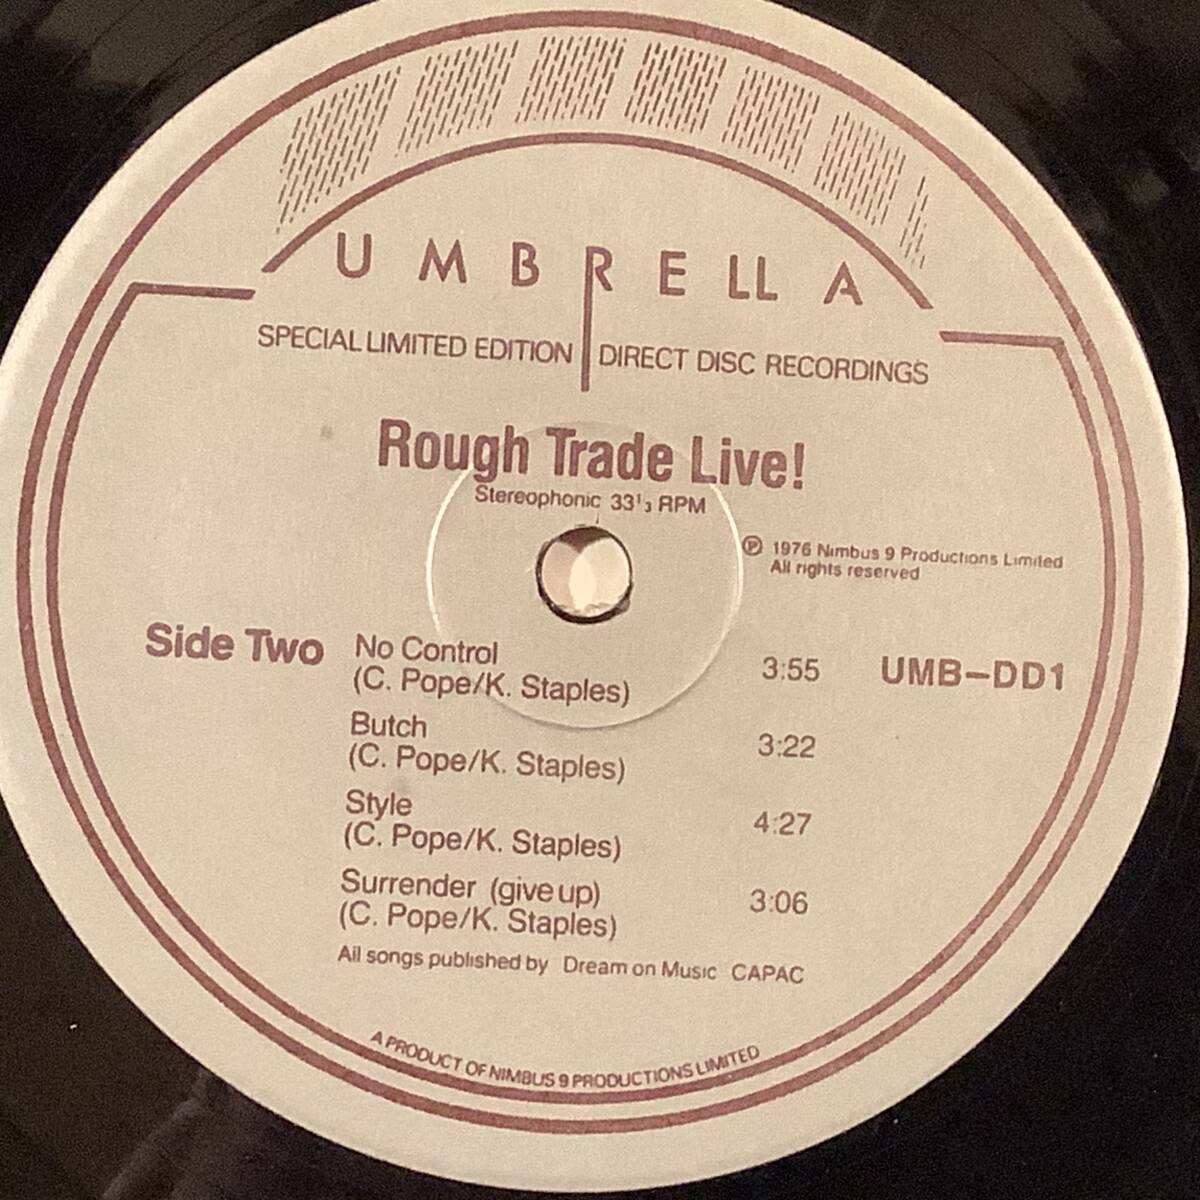 UMBRELLA
SPECIAL LIMITED EDITION DIRECT DISC RECORDINGS
Rough Trade Live!
Stereophonic 33⅓ RPM
℗ 1976 Nimbus 9 Productions Limited
All rights reserved
Side Two
No Control 3:55 UMB-DD1
(C. Pope/K. Staples)
Butch 3:22
(C. Pope/K. Staples)
Style 4:27
(C. Pope/K. Staples)
Surrender (give up) 3:06
(C. Pope/K. Staples)
All songs published by Dream on Music CAPAC
A PRODUCT OF NIMBUS 9 PRODUCTIONS LIMITED